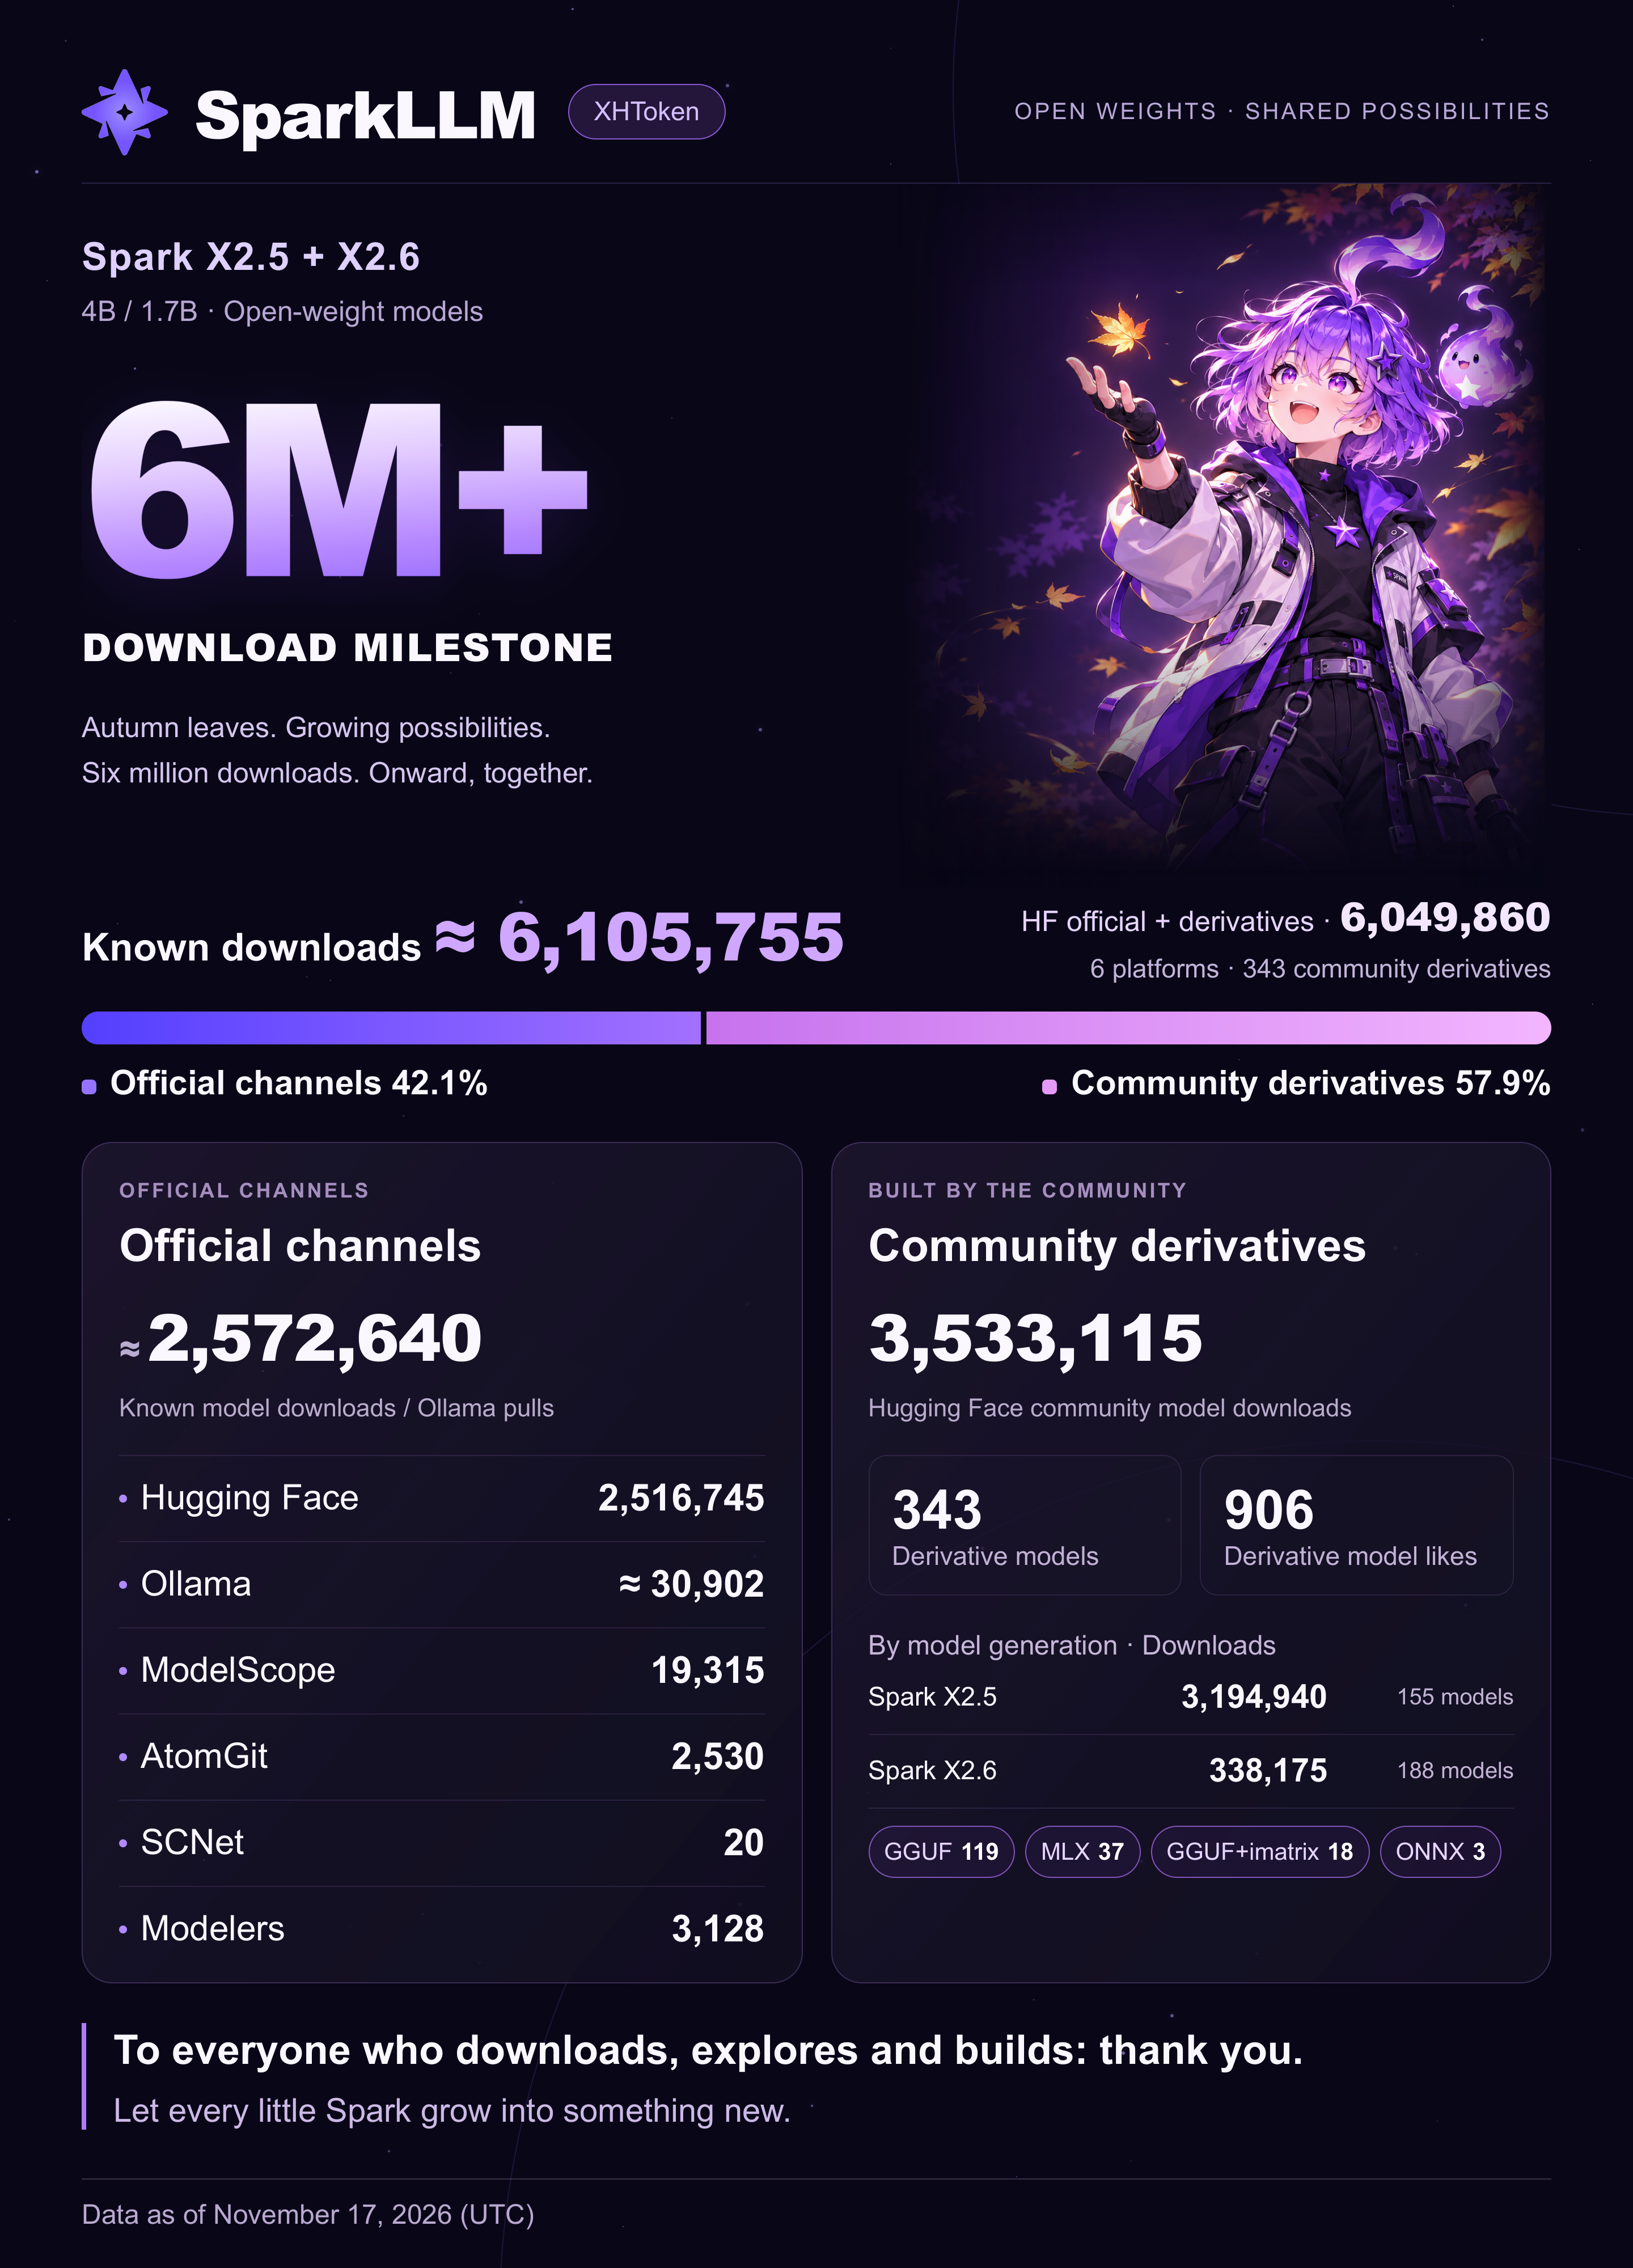 SparkLLM XHToken
OPEN WEIGHTS · SHARED POSSIBILITIES
Spark X2.5 + X2.6
4B / 1.7B · Open-weight models
6M+
DOWNLOAD MILESTONE
Autumn leaves. Growing possibilities.
Six million downloads. Onward, together.
Known downloads ≈ 6,105,755
HF official + derivatives · 6,049,860
6 platforms · 343 community derivatives
Official channels 42.1%
Community derivatives 57.9%
OFFICIAL CHANNELS
Official channels
≈ 2,572,640
Known model downloads / Ollama pulls
Hugging Face 2,516,745
Ollama ≈ 30,902
ModelScope 19,315
AtomGit 2,530
SCNet 20
Modelers 3,128
BUILT BY THE COMMUNITY
Community derivatives
3,533,115
Hugging Face community model downloads
343
Derivative models
906
Derivative model likes
By model generation · Downloads
Spark X2.5 3,194,940 155 models
Spark X2.6 338,175 188 models
GGUF 119 MLX 37 GGUF+imatrix 18 ONNX 3
To everyone who downloads, explores and builds: thank you.
Let every little Spark grow into something new.
Data as of November 17, 2026 (UTC)